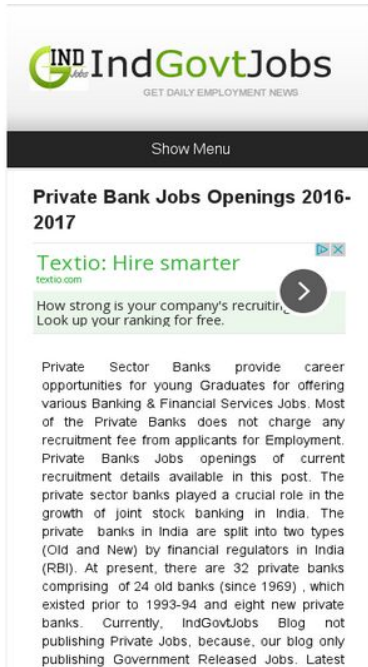 IND Jobs IndGovtJobs
GET DAILY EMPLOYMENT NEWS
Show Menu
Private Bank Jobs Openings 2016-
2017
Textio: Hire smarter
textio.com
How strong is your company's recruiting
Look up your ranking for free.
Private Sector Banks provide career
opportunities for young Graduates for offering
various Banking & Financial Services Jobs. Most
of the Private Banks does not charge any
recruitment fee from applicants for Employment.
Private Banks Jobs openings of current
recruitment details available in this post. The
private sector banks played a crucial role in the
growth of joint stock banking in India. The
private banks in India are split into two types
(Old and New) by financial regulators in India
(RBI). At present, there are 32 private banks
comprising of 24 old banks (since 1969) , which
existed prior to 1993-94 and eight new private
banks. Currently, IndGovtJobs Blog not
publishing Private Jobs, because, our blog only
publishing Government Released Jobs. Latest